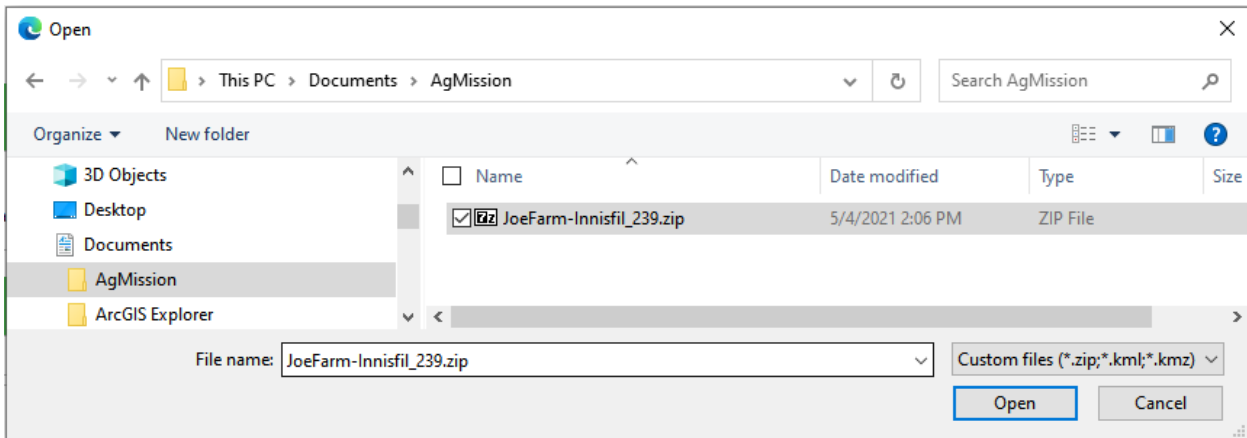 Open
This PC > Documents > AgMission
Search AgMission
Organize
New folder
?
3D Objects
Desktop
Documents
AgMission
ArcGIS Explorer
Name
Date modified
Type
Size
7z JoeFarm-Innisfil_239.zip
5/4/2021 2:06 PM
ZIP File
File name: JoeFarm-Innisfil_239.zip
Custom files (*.zip;*.kml;*.kmz)
Open
Cancel